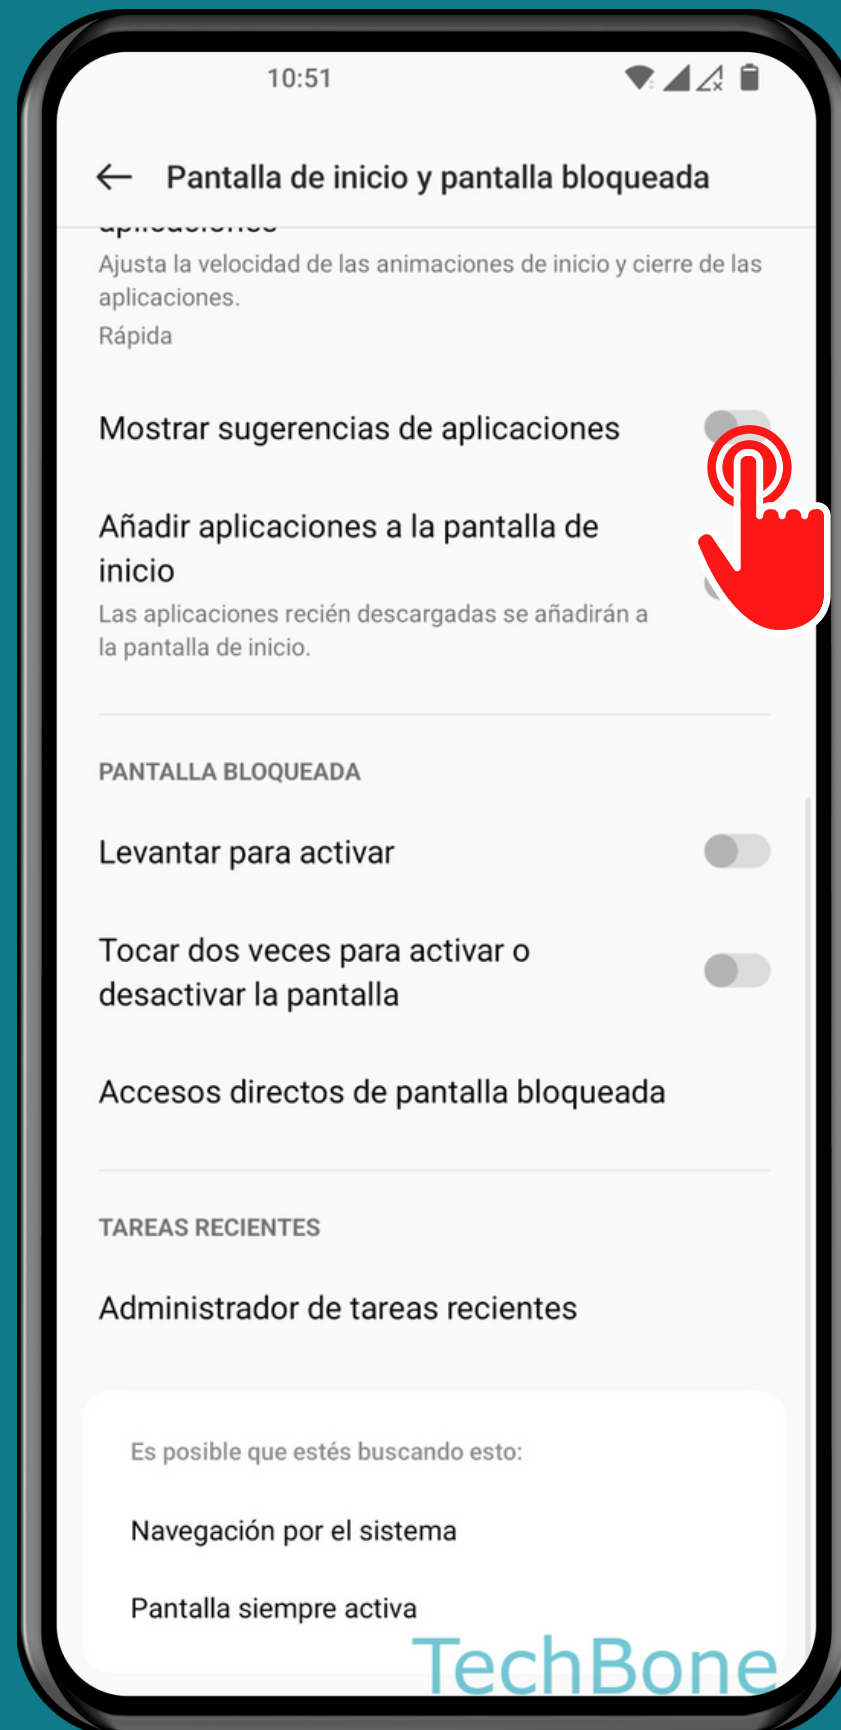 10:51
Pantalla de inicio y pantalla bloqueada
aplicaciones
Ajusta la velocidad de las animaciones de inicio y cierre de las
aplicaciones.
Rápida
Mostrar sugerencias de aplicaciones
Añadir aplicaciones a la pantalla de
inicio
Las aplicaciones recién descargadas se añadirán a
la pantalla de inicio.
PANTALLA BLOQUEADA
Levantar para activar
Tocar dos veces para activar o
desactivar la pantalla
Accesos directos de pantalla bloqueada
TAREAS RECIENTES
Administrador de tareas recientes
Es posible que estés buscando esto:
Navegación por el sistema
Pantalla siempre activa
TechBone